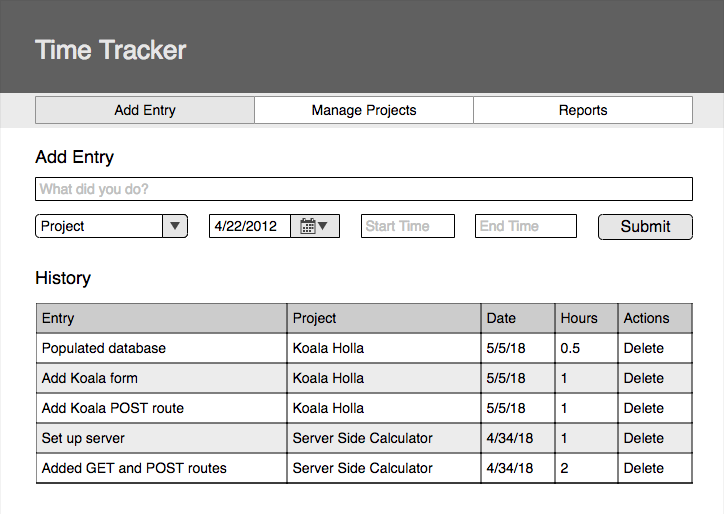 Time Tracker
Add Entry Manage Projects Reports
Add Entry
What did you do?
Project 4/22/2012 Start Time End Time Submit
History
Entry Project Date Hours Actions
Populated database Koala Holla 5/5/18 0.5 Delete
Add Koala form Koala Holla 5/5/18 1 Delete
Add Koala POST route Koala Holla 5/5/18 1 Delete
Set up server Server Side Calculator 4/34/18 1 Delete
Added GET and POST routes Server Side Calculator 4/34/18 2 Delete